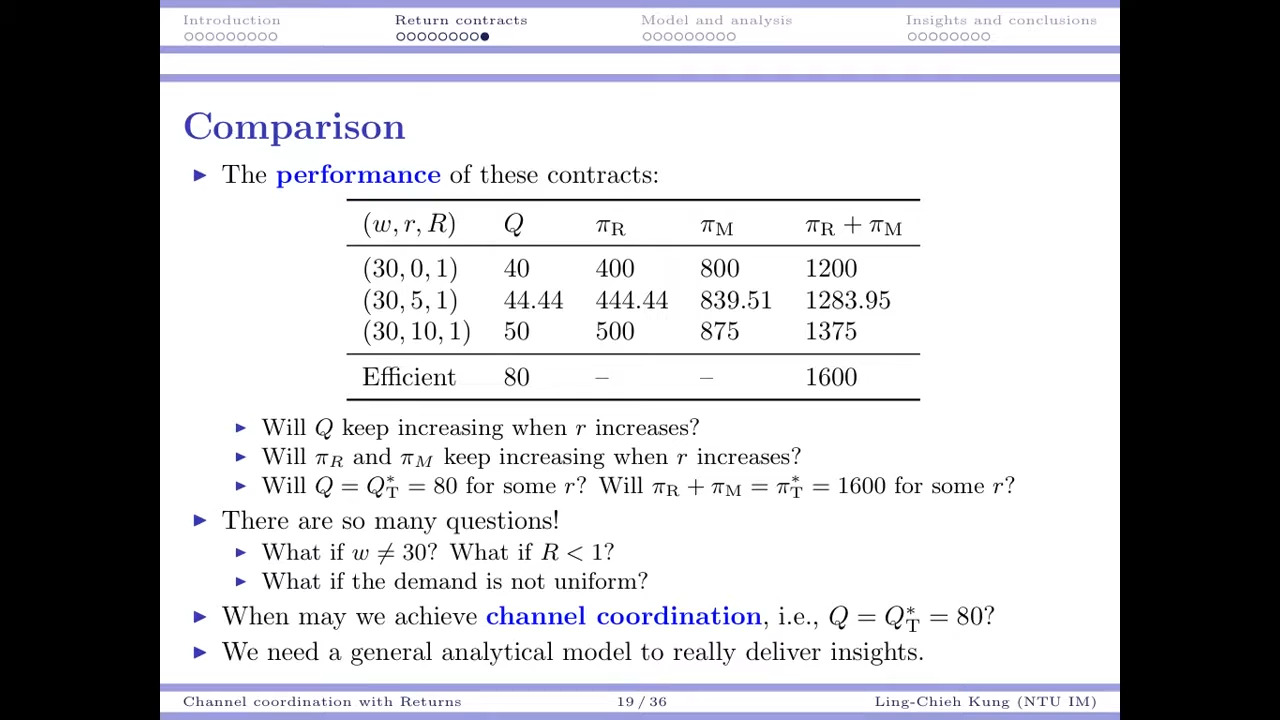 Introduction Return contracts Model and analysis Insights and conclusions
Comparison
► The performance of these contracts:
(w, r, R) Q π_R π_M π_R + π_M
(30, 0, 1) 40 400 800 1200
(30, 5, 1) 44.44 444.44 839.51 1283.95
(30, 10, 1) 50 500 875 1375
Efficient 80 – – 1600
► Will Q keep increasing when r increases?
► Will π_R and π_M keep increasing when r increases?
► Will Q = Q*_T = 80 for some r? Will π_R + π_M = π*_T = 1600 for some r?
► There are so many questions!
► What if w ≠ 30? What if R < 1?
► What if the demand is not uniform?
► When may we achieve channel coordination, i.e., Q = Q*_T = 80?
► We need a general analytical model to really deliver insights.
Channel coordination with Returns 19 / 36 Ling-Chieh Kung (NTU IM)